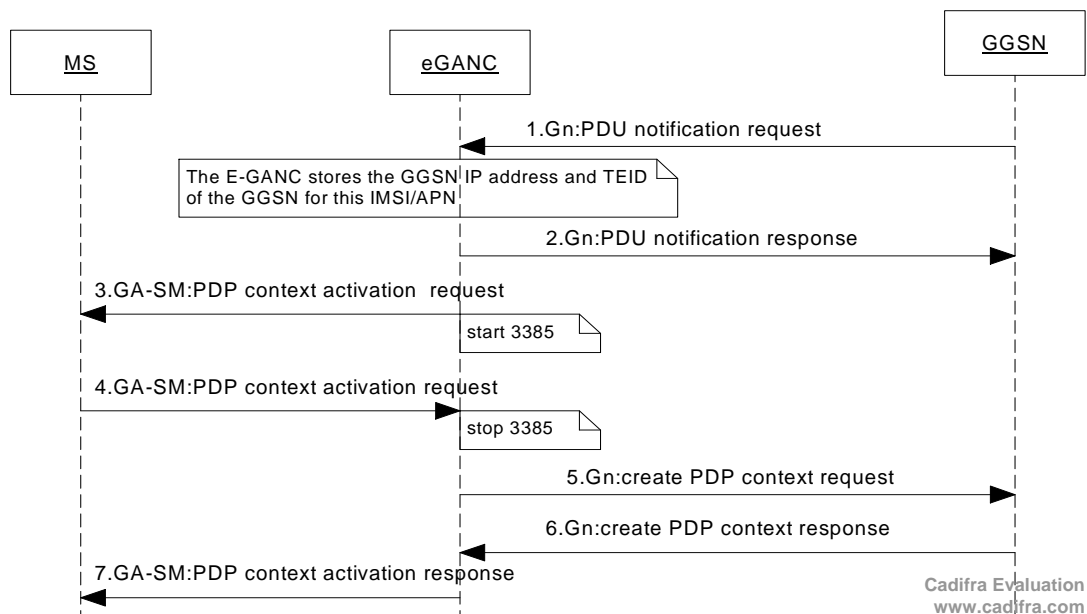 MS
eGANC
GGSN
1.Gn:PDU notification request
The E-GANC stores the GGSN IP address and TEID
of the GGSN for this IMSI/APN
2.Gn:PDU notification response
3.GA-SM:PDP context activation request
start 3385
4.GA-SM:PDP context activation request
stop 3385
5.Gn:create PDP context request
6.Gn:create PDP context response
7.GA-SM:PDP context activation response
Cadifra Evaluation
www.cadifra.com